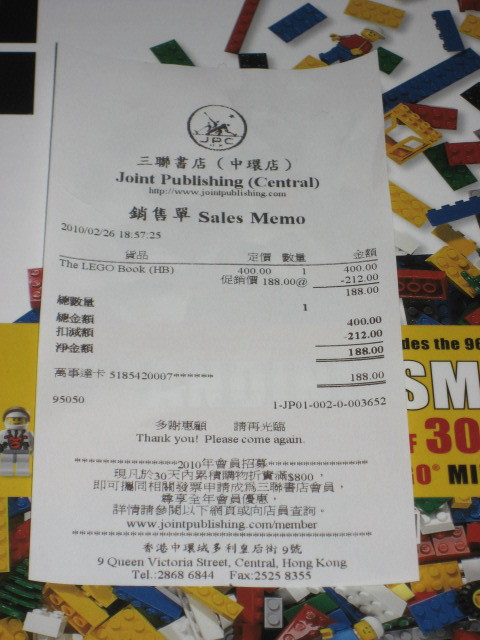 JPC
三聯書店（中環店）
Joint Publishing (Central)
http://www.jointpublishing.com
銷售單 Sales Memo
2010/02/26 18:57:25
貨品 定價 數量 金額
The LEGO Book (HB) 400.00 1 400.00
促銷價 188.00@ -212.00
188.00
總數量 1
總金額 400.00
扣減額 -212.00
淨金額 188.00
萬事達卡 5185420007****** 188.00
95050 1-JP01-002-0-003652
多謝惠顧 請再光臨
Thank you! Please come again.
******************2010年會員招募******************
現凡於30天內累積購物折實滿$800，
即可攜同相關發票申請成為三聯書店會員，
尊享全年會員優惠，
詳情請參閱以下網頁或向店員查詢。
www.jointpublishing.com/member
**************************************************
香港中環域多利皇后街9號
9 Queen Victoria Street, Central, Hong Kong
Tel.:2868 6844 Fax:2525 8355
des the 96
SM
F 30
GO® MI